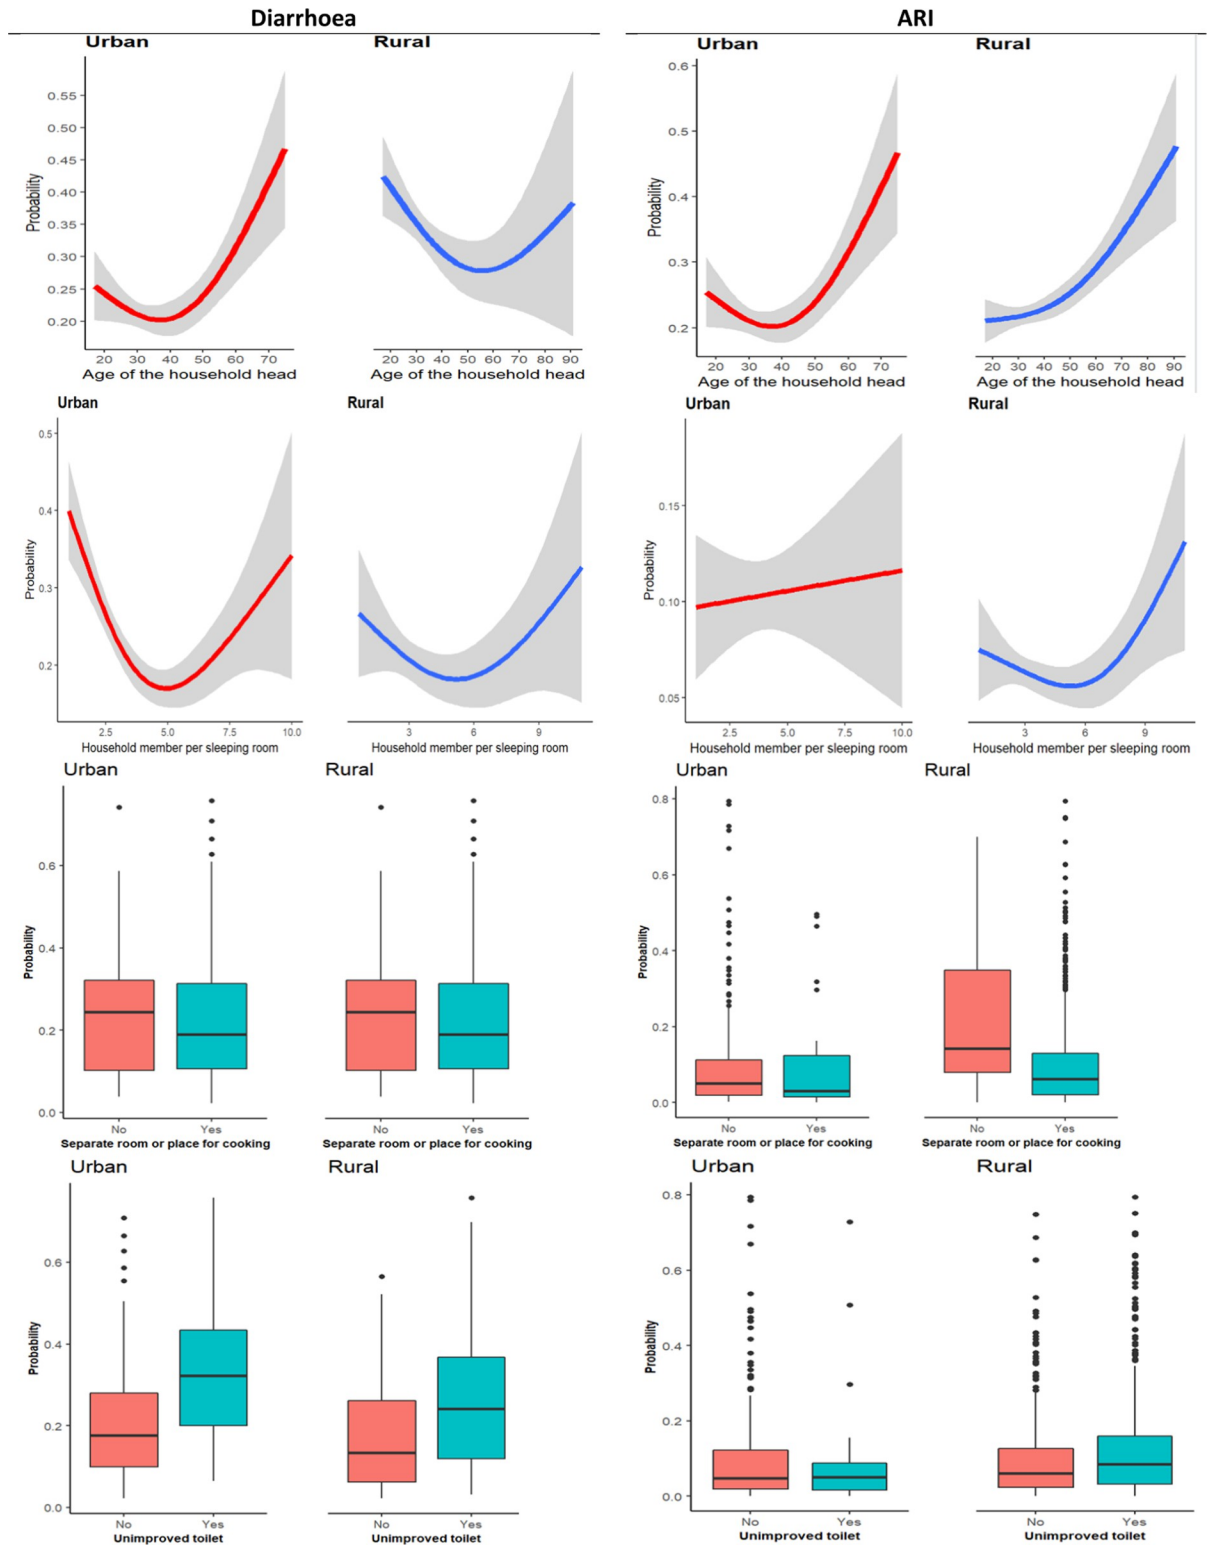 Diarrhoea
ARI
Urban
Rural
Urban
Rural
Probability
0.55
0.50
0.45
0.40
0.35
0.30
0.25
0.20
20 30 40 50 60 70
Age of the household head
20 30 40 50 60 70 80 90
Age of the household head
Probability
0.6
0.5
0.4
0.3
0.2
20 30 40 50 60 70
Age of the household head
20 30 40 50 60 70 80 90
Age of the household head
Urban
Rural
Urban
Rural
Probability
0.5
0.4
0.3
0.2
2.5 5.0 7.5 10.0
Household member per sleeping room
3 6 9
Household member per sleeping room
Probability
0.15
0.10
0.05
2.5 5.0 7.5 10.0
Household member per sleeping room
3 6 9
Household member per sleeping room
Urban
Rural
Urban
Rural
Probability
0.6
0.4
0.2
0.0
No Yes
Separate room or place for cooking
No Yes
Separate room or place for cooking
Probability
0.8
0.6
0.4
0.2
0.0
No Yes
Separate room or place for cooking
No Yes
Separate room or place for cooking
Urban
Rural
Urban
Rural
Probability
0.6
0.4
0.2
0.0
No Yes
Unimproved toilet
No Yes
Unimproved toilet
Probability
0.8
0.6
0.4
0.2
0.0
No Yes
Unimproved toilet
No Yes
Unimproved toilet